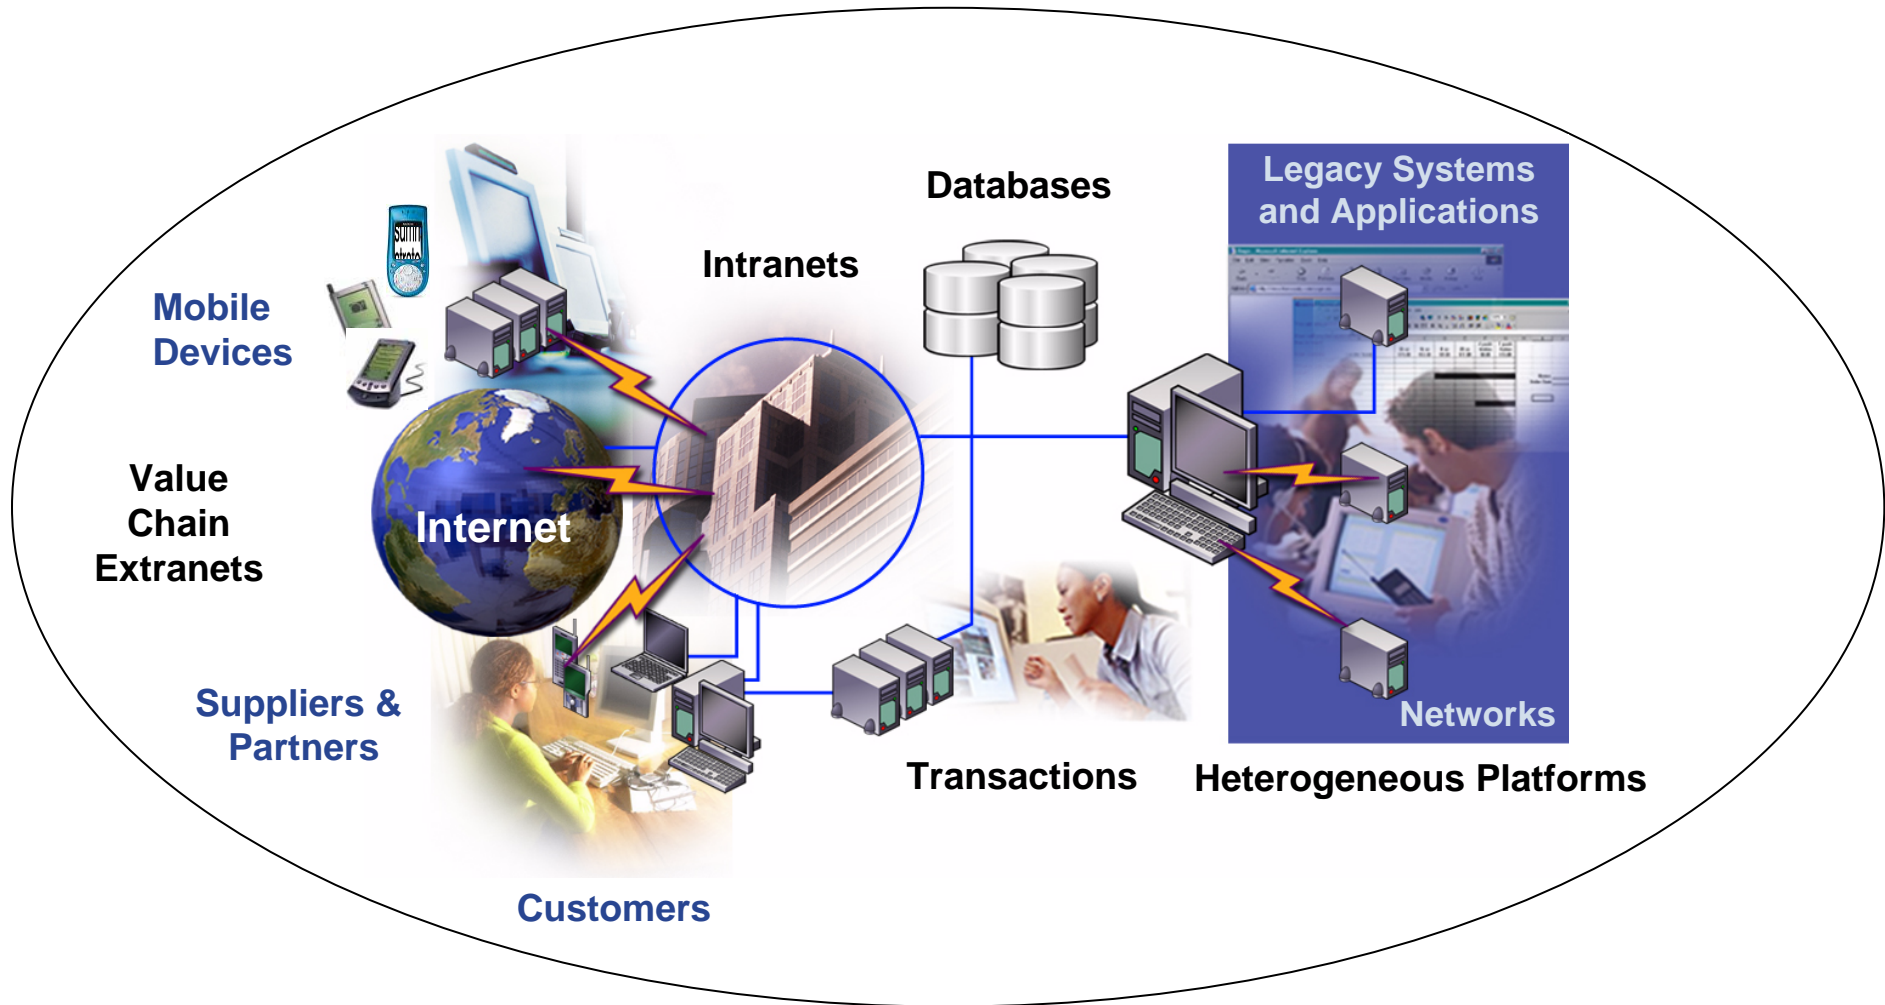 Legacy Systems
and Applications
Databases
Intranets
Mobile
Devices
Value
Chain
Extranets
Internet
Suppliers &
Partners
Networks
Transactions
Heterogeneous Platforms
Customers